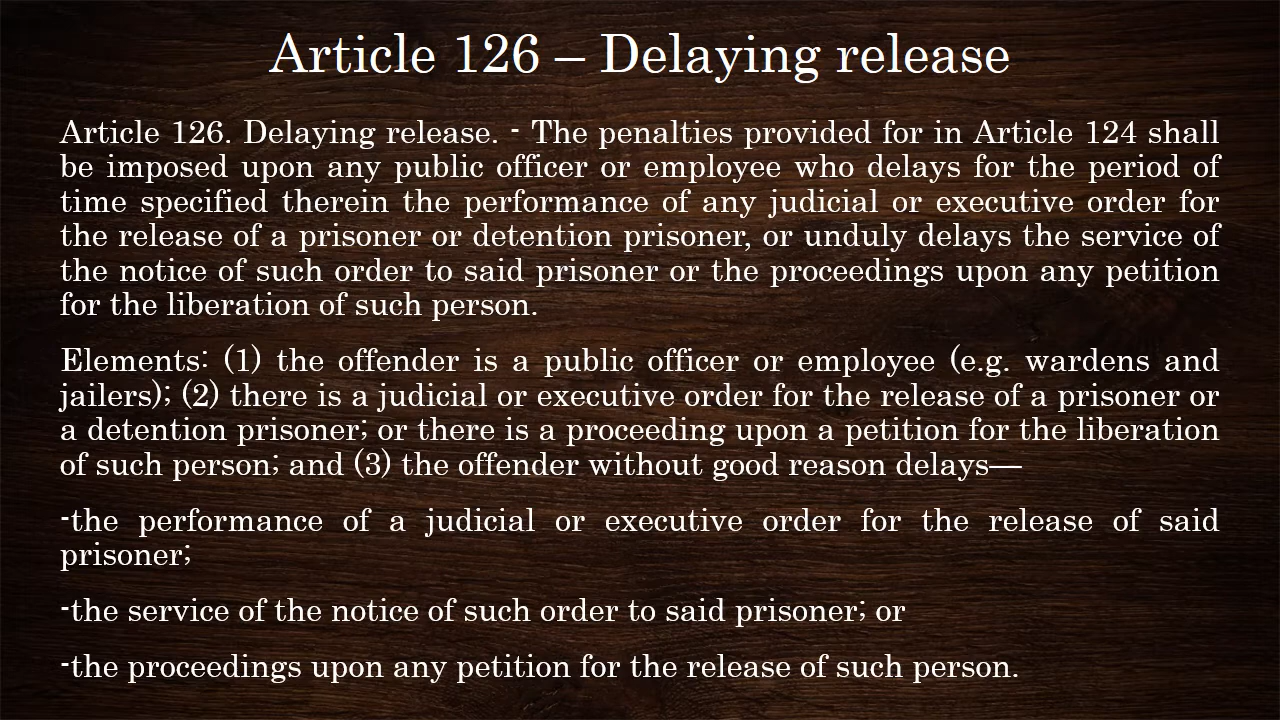 Article 126 – Delaying release
Article 126. Delaying release. - The penalties provided for in Article 124 shall
be imposed upon any public officer or employee who delays for the period of
time specified therein the performance of any judicial or executive order for
the release of a prisoner or detention prisoner, or unduly delays the service of
the notice of such order to said prisoner or the proceedings upon any petition
for the liberation of such person.
Elements: (1) the offender is a public officer or employee (e.g. wardens and
jailers); (2) there is a judicial or executive order for the release of a prisoner or
a detention prisoner; or there is a proceeding upon a petition for the liberation
of such person; and (3) the offender without good reason delays—
-the performance of a judicial or executive order for the release of said
prisoner;
-the service of the notice of such order to said prisoner; or
-the proceedings upon any petition for the release of such person.